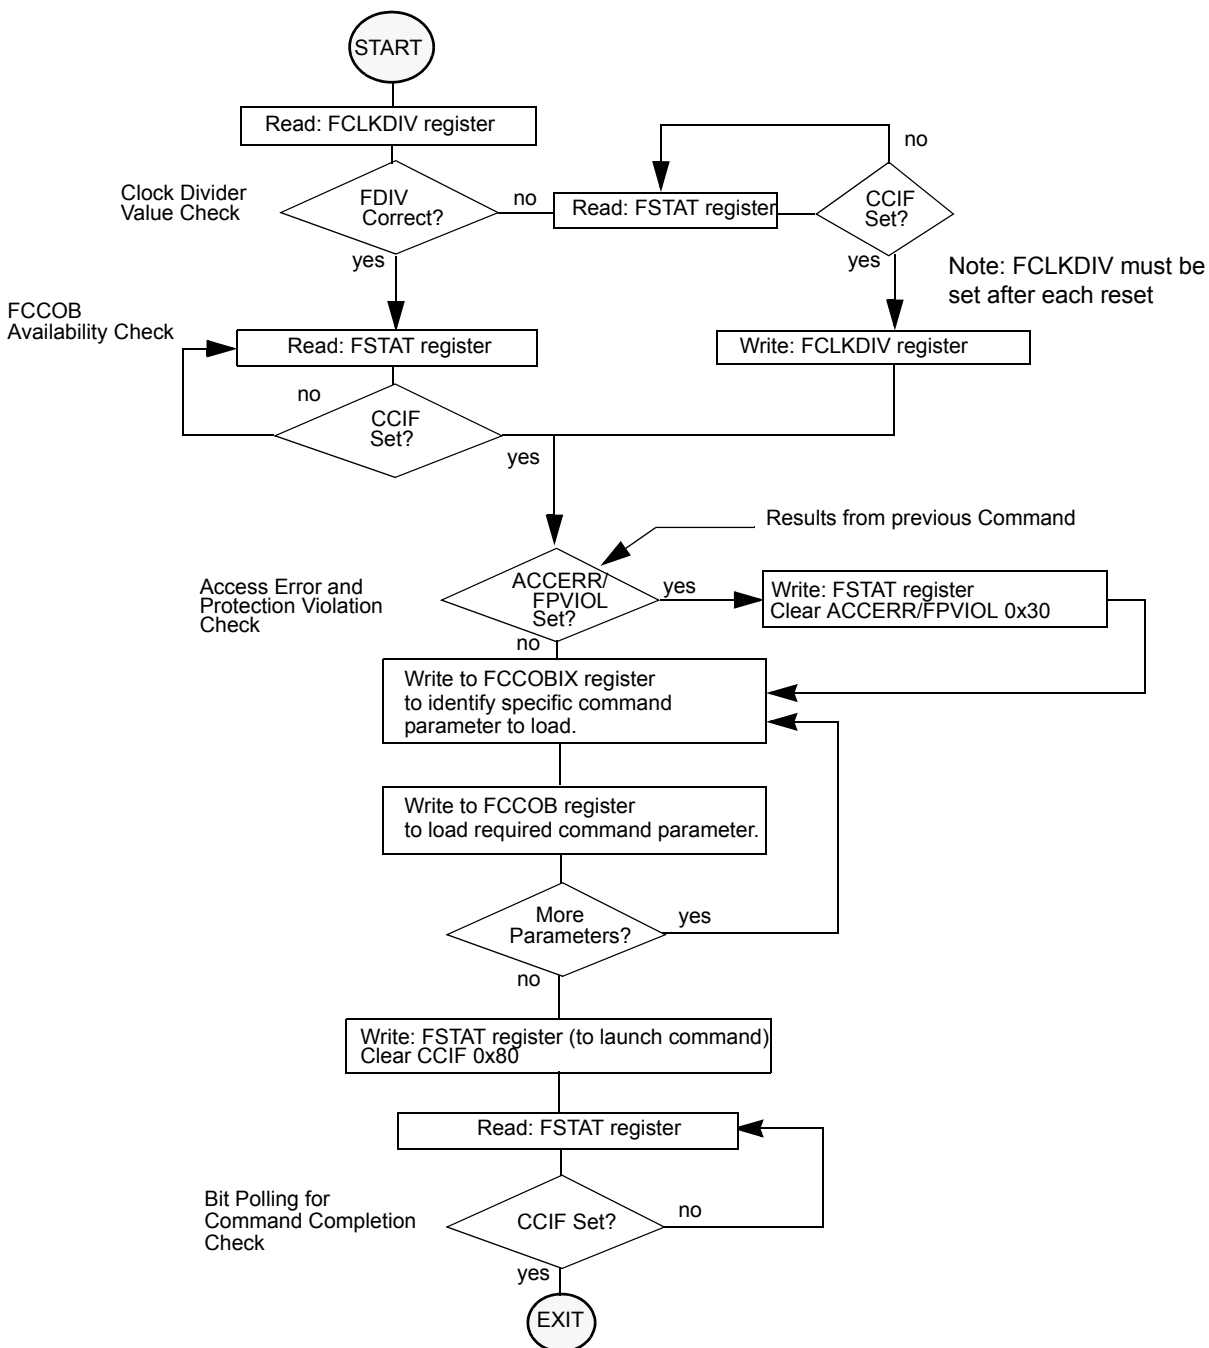 START
Read: FCLKDIV register
Clock Divider
Value Check
FDIV
Correct?
no
Read: FSTAT register
CCIF
Set?
no
yes
yes
Note: FCLKDIV must be
set after each reset
FCCOB
Availability Check
Read: FSTAT register
Write: FCLKDIV register
no
CCIF
Set?
yes
Results from previous Command
Access Error and
Protection Violation
Check
ACCERR/
FPVIOL
Set?
yes
Write: FSTAT register
Clear ACCERR/FPVIOL 0x30
no
Write to FCCOBIX register
to identify specific command
parameter to load.
Write to FCCOB register
to load required command parameter.
More
Parameters?
yes
no
Write: FSTAT register (to launch command)
Clear CCIF 0x80
Read: FSTAT register
Bit Polling for
Command Completion
Check
CCIF Set?
no
yes
EXIT